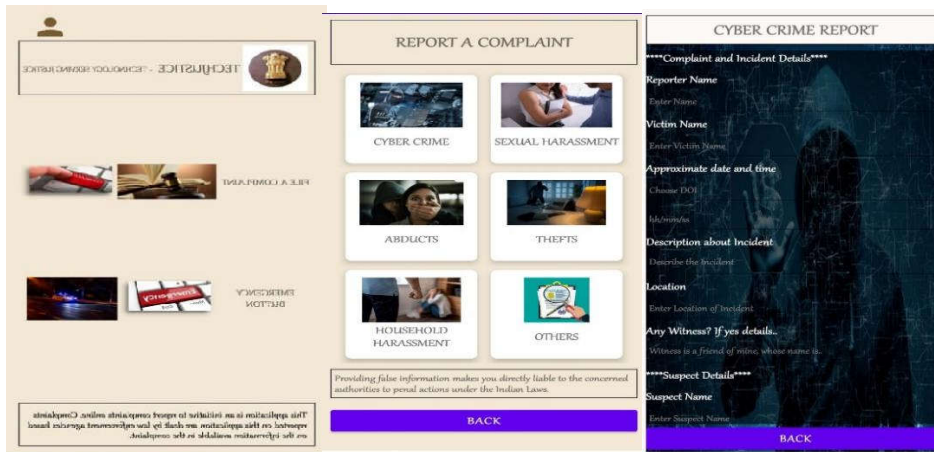 TECHJUSTICE - TECHNOLOGY SERVING JUSTICE
FILE A COMPLAINT
Emergency
EMERGENCY
BUTTON
This application is an initiative to report complaints online. Complaints
reported on this application are dealt by law enforcement agencies based
on the information available in the complaint.
REPORT A COMPLAINT
CYBER CRIME
SEXUAL HARASSMENT
ABDUCTS
THEFTS
HOUSEHOLD
HARASSMENT
OTHERS
Providing false information makes you directly liable to the concerned
authorities to penal actions under the Indian Laws.
BACK
CYBER CRIME REPORT
****Complaint and Incident Details****
Reporter Name
Enter Name
Victim Name
Enter Victim Name
Approximate date and time
Choose DOI
hh/mm/ss
Description about Incident
Describe the Incident
Location
Enter Location of Incident
Any Witness? If yes details..
Witness is a friend of mine, whose name is..
****Suspect Details****
Suspect Name
Enter Suspect Name
BACK